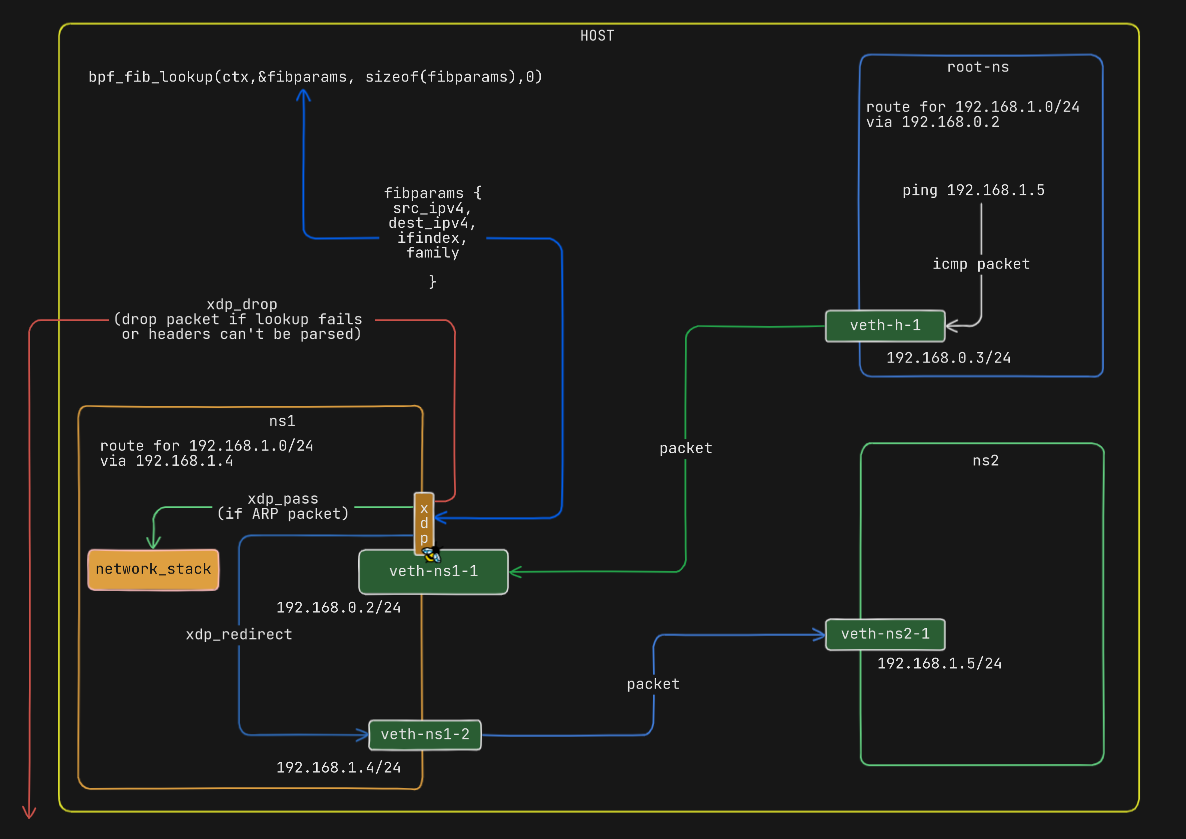 HOST
bpf_fib_lookup(ctx,&fibparams, sizeof(fibparams),0)
root-ns
route for 192.168.1.0/24
via 192.168.0.2
ping 192.168.1.5
icmp packet
veth-h-1
192.168.0.3/24
fibparams {
src_ipv4,
dest_ipv4,
ifindex,
family
}
xdp_drop
(drop packet if lookup fails
or headers can't be parsed)
packet
ns1
route for 192.168.1.0/24
via 192.168.1.4
xdp_pass
(if ARP packet)
x
d
p
network_stack
veth-ns1-1
192.168.0.2/24
xdp_redirect
veth-ns1-2
192.168.1.4/24
packet
ns2
veth-ns2-1
192.168.1.5/24